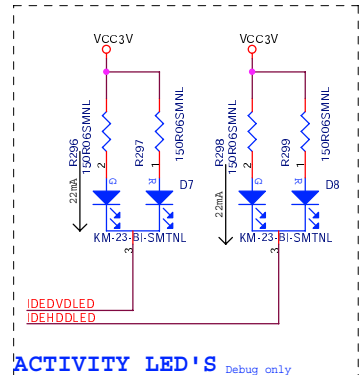 VCC3V
VCC3V
R296
150R06SMNL
R297
150R06SMNL
R298
150R06SMNL
R299
150R06SMNL
2
1
2
1
G
R
D7
G
R
D8
22mA
22mA
KM-23-BI-SMTNL
KM-23-BI-SMTNL
3
3
IDEDVDLED
IDEHDDLED
ACTIVITY LED'S Debug only